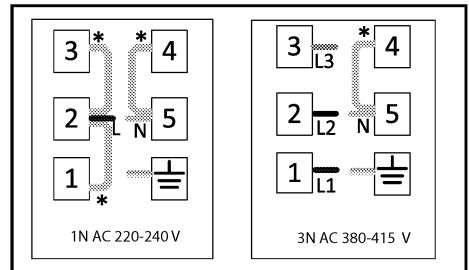 3 * * 4
2 L N 5
1
*
1N AC 220-240 V
3 L3 * 4
2 L2 N 5
1 L1
3N AC 380-415 V